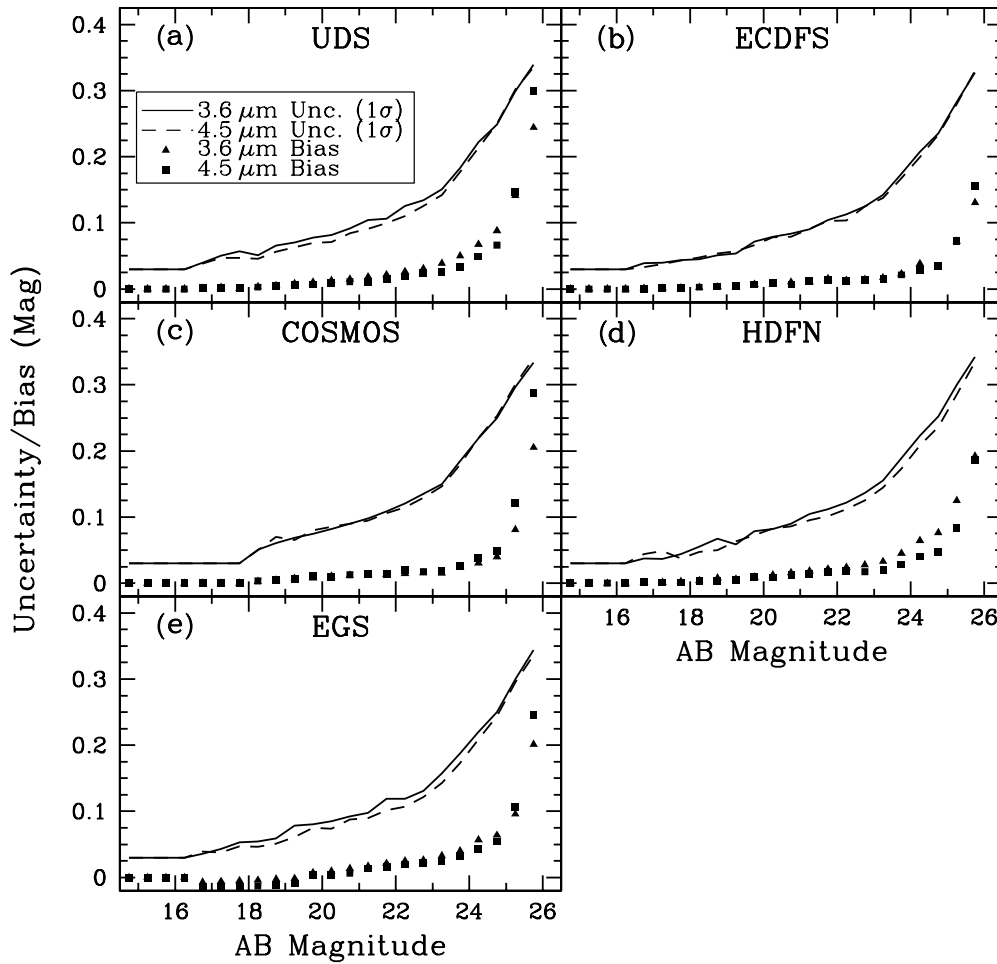 (a) UDS
(b) ECDFS
0.4
0.3
0.2
0.1
0
3.6 μm Unc. (1σ)
4.5 μm Unc. (1σ)
3.6 μm Bias
4.5 μm Bias
Uncertainty/Bias (Mag)
(c) COSMOS
(d) HDFN
0.4
0.3
0.2
0.1
0
16 18 20 22 24 26
AB Magnitude
(e) EGS
0.4
0.3
0.2
0.1
0
16 18 20 22 24 26
AB Magnitude